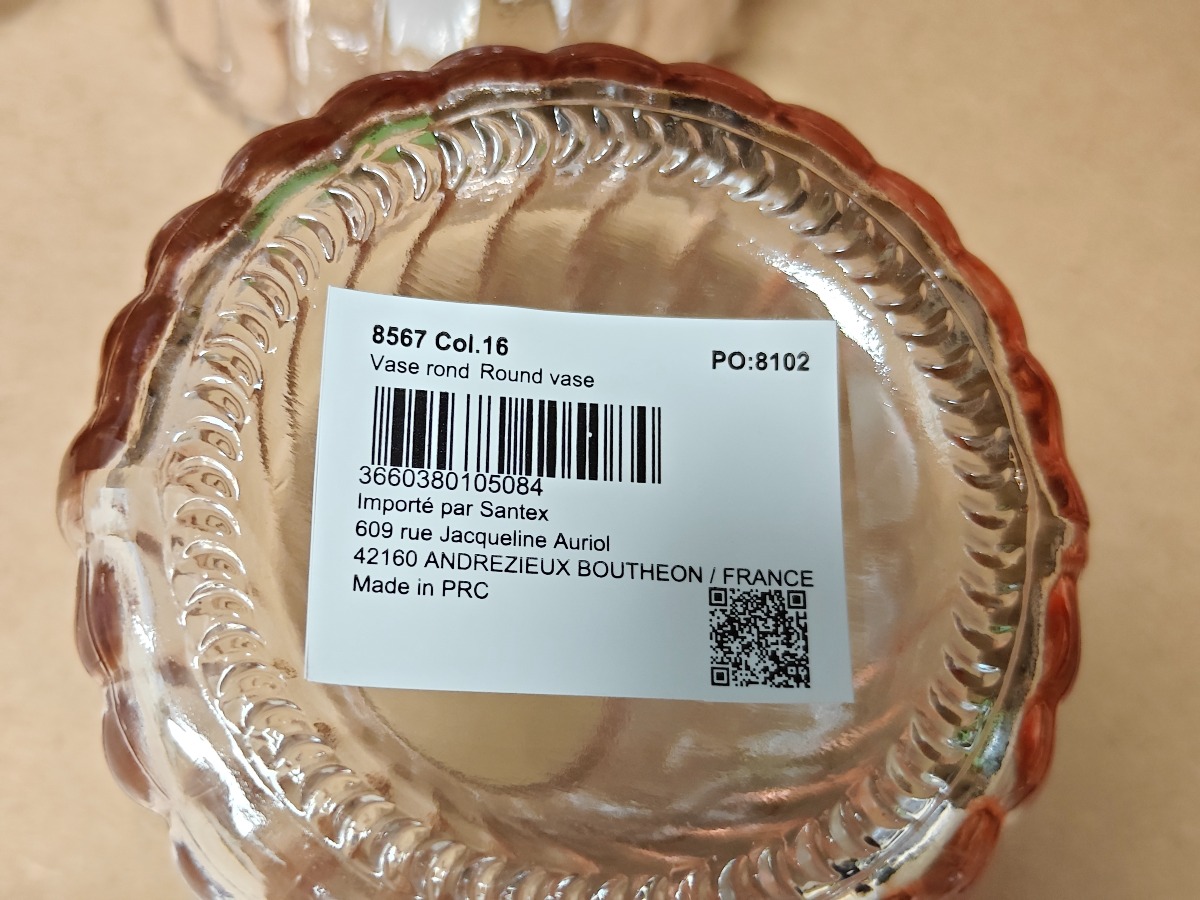 8567 Col.16
PO:8102
Vase rond Round vase
3660380105084
Importé par Santex
609 rue Jacqueline Auriol
42160 ANDREZIEUX BOUTHEON / FRANCE
Made in PRC